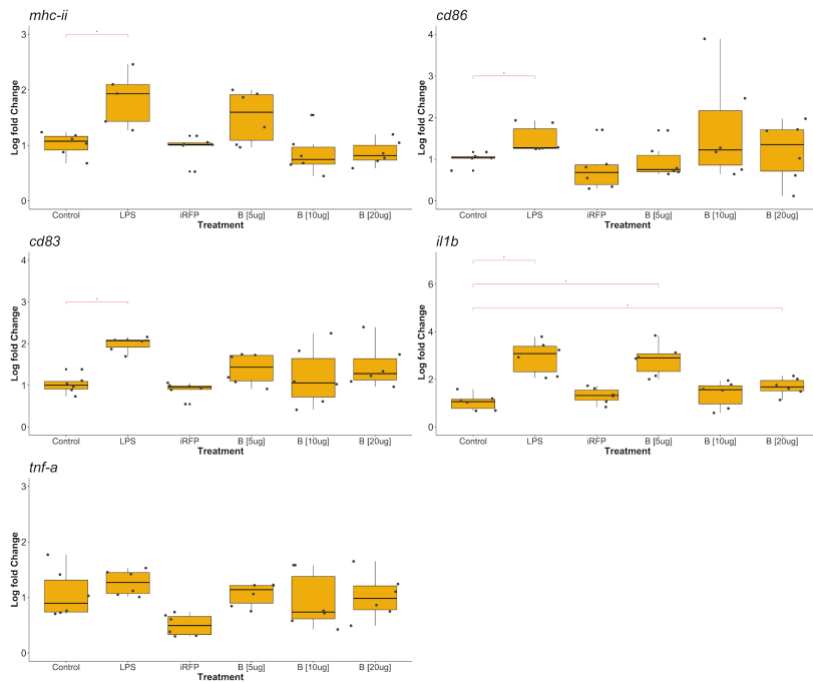 mhc-ii
3
2
1
0
Log fold Change
Control LPS iRFP B [5ug] B [10ug] B [20ug]
Treatment
cd86
4
3
2
1
0
Log fold Change
Control LPS iRFP B [5ug] B [10ug] B [20ug]
Treatment
cd83
4
3
2
1
0
Log fold Change
Control LPS iRFP B [5ug] B [10ug] B [20ug]
Treatment
il1b
6
4
2
0
Log fold Change
Control LPS iRFP B [5ug] B [10ug] B [20ug]
Treatment
tnf-a
3
2
1
0
Log fold Change
Control LPS iRFP B [5ug] B [10ug] B [20ug]
Treatment